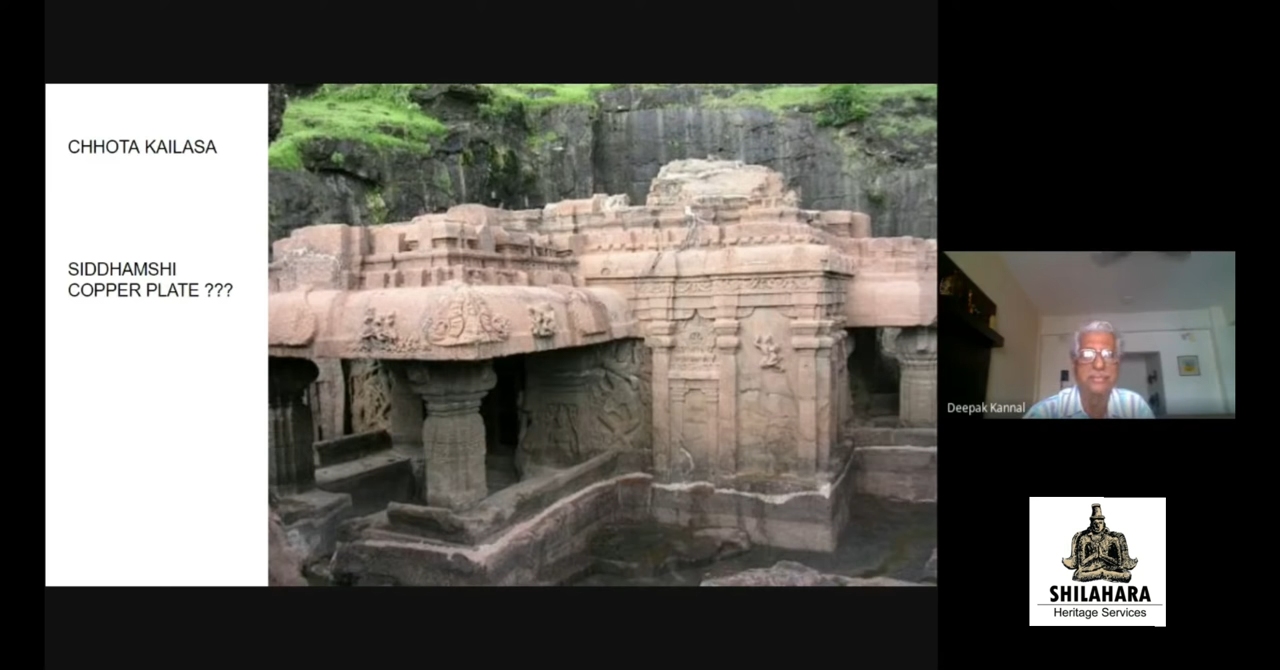 CHHOTA KAILASA
SIDDHAMSHI
COPPER PLATE ???
Deepak Kannal
SHILAHARA
Heritage Services